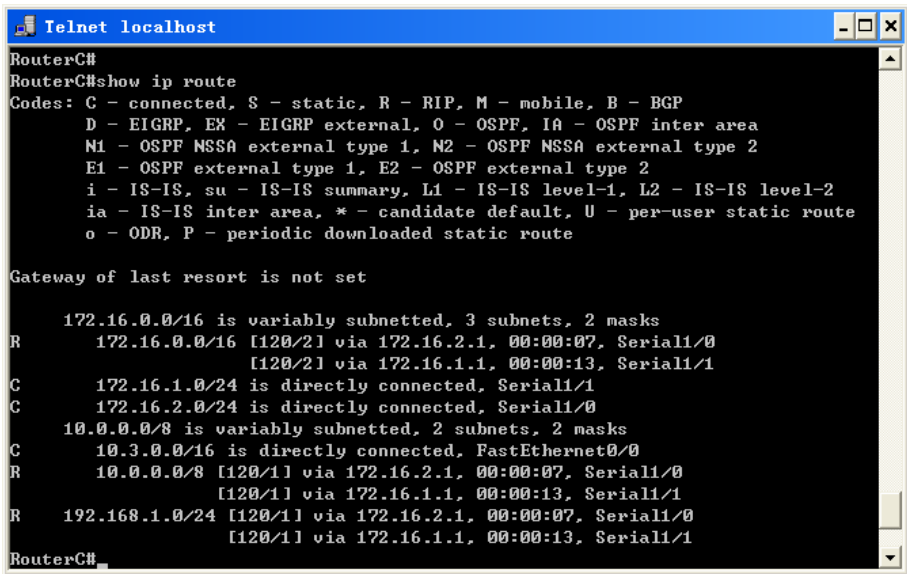 Telnet localhost
RouterC#
RouterC#show ip route
Codes: C - connected, S - static, R - RIP, M - mobile, B - BGP
       D - EIGRP, EX - EIGRP external, O - OSPF, IA - OSPF inter area
       N1 - OSPF NSSA external type 1, N2 - OSPF NSSA external type 2
       E1 - OSPF external type 1, E2 - OSPF external type 2
       i - IS-IS, su - IS-IS summary, L1 - IS-IS level-1, L2 - IS-IS level-2
       ia - IS-IS inter area, * - candidate default, U - per-user static route
       o - ODR, P - periodic downloaded static route
Gateway of last resort is not set
     172.16.0.0/16 is variably subnetted, 3 subnets, 2 masks
R       172.16.0.0/16 [120/2] via 172.16.2.1, 00:00:07, Serial1/0
                      [120/2] via 172.16.1.1, 00:00:13, Serial1/1
C       172.16.1.0/24 is directly connected, Serial1/1
C       172.16.2.0/24 is directly connected, Serial1/0
     10.0.0.0/8 is variably subnetted, 2 subnets, 2 masks
C       10.3.0.0/16 is directly connected, FastEthernet0/0
R       10.0.0.0/8 [120/1] via 172.16.2.1, 00:00:07, Serial1/0
                   [120/1] via 172.16.1.1, 00:00:13, Serial1/1
R    192.168.1.0/24 [120/1] via 172.16.2.1, 00:00:07, Serial1/0
                    [120/1] via 172.16.1.1, 00:00:13, Serial1/1
RouterC#_